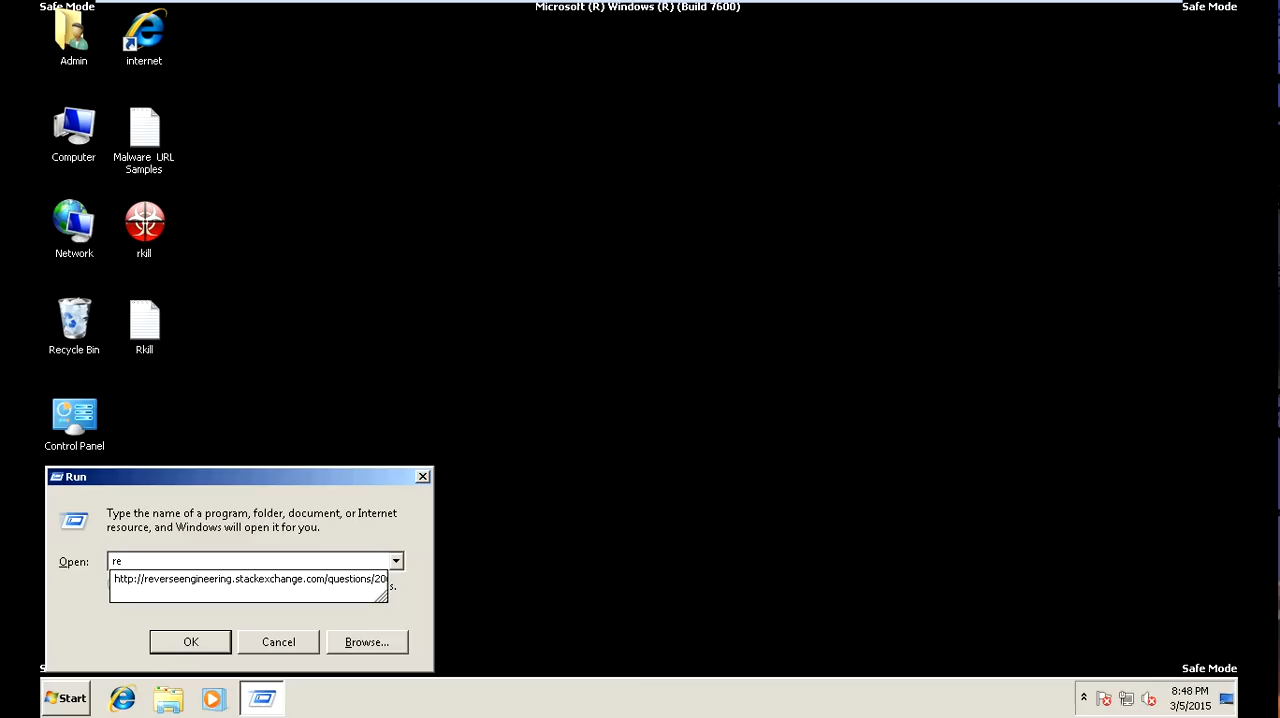 Safe Mode
Microsoft (R) Windows (R) (Build 7600)
Safe Mode
Admin
internet
Computer
Malware URL
Samples
Network
rkill
Recycle Bin
Rkill
Control Panel
Run
Type the name of a program, folder, document, or Internet
resource, and Windows will open it for you.
Open:
re
http://reverseengineering.stackexchange.com/questions/20
s.
OK
Cancel
Browse...
Safe Mode
Start
8:48 PM
3/5/2015